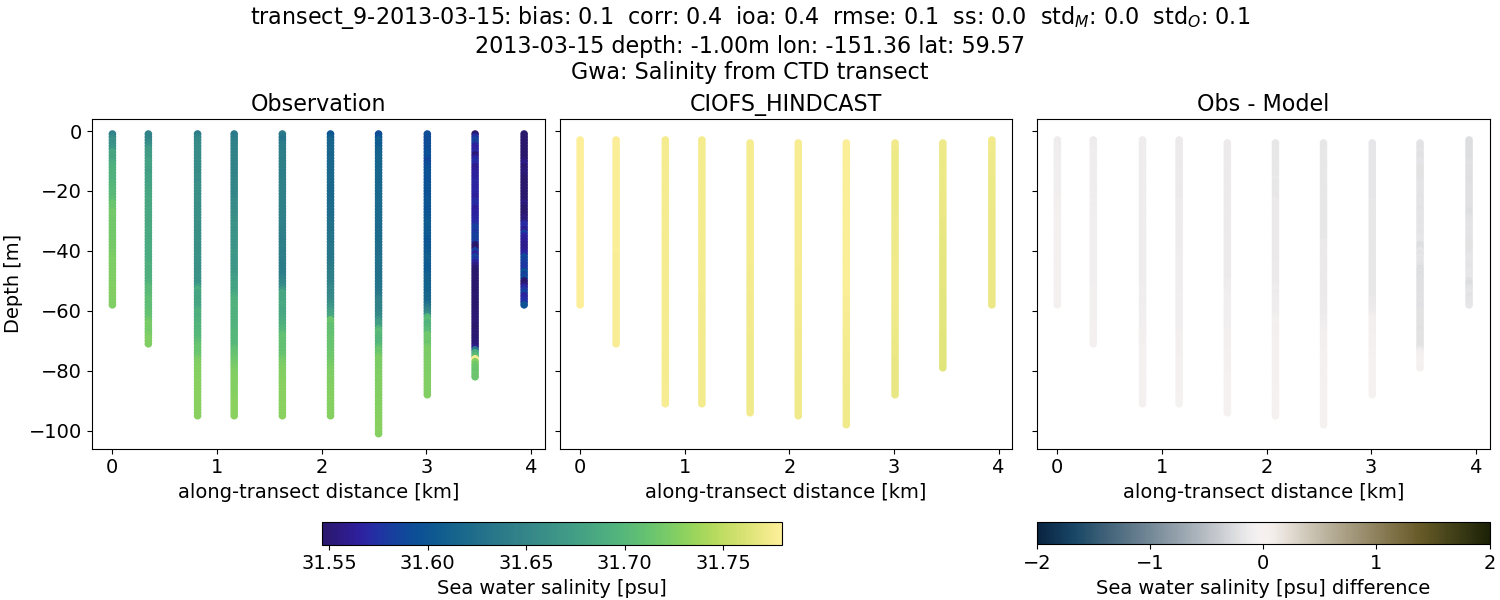 transect_9-2013-03-15: bias: 0.1 corr: 0.4 ioa: 0.4 rmse: 0.1 ss: 0.0 std_M: 0.0 std_O: 0.1
2013-03-15 depth: -1.00m lon: -151.36 lat: 59.57
Gwa: Salinity from CTD transect
Observation CIOFS_HINDCAST Obs - Model
0
−20
−40
−60
−80
−100
Depth [m]
0 1 2 3 4 0 1 2 3 4 0 1 2 3 4
along-transect distance [km] along-transect distance [km] along-transect distance [km]
31.55 31.60 31.65 31.70 31.75 −2 −1 0 1 2
Sea water salinity [psu] Sea water salinity [psu] difference